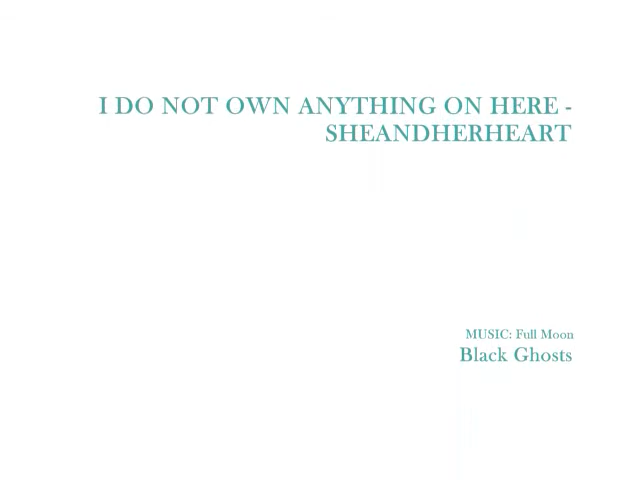 I DO NOT OWN ANYTHING ON HERE -
SHEANDHERHEART
MUSIC: Full Moon
Black Ghosts